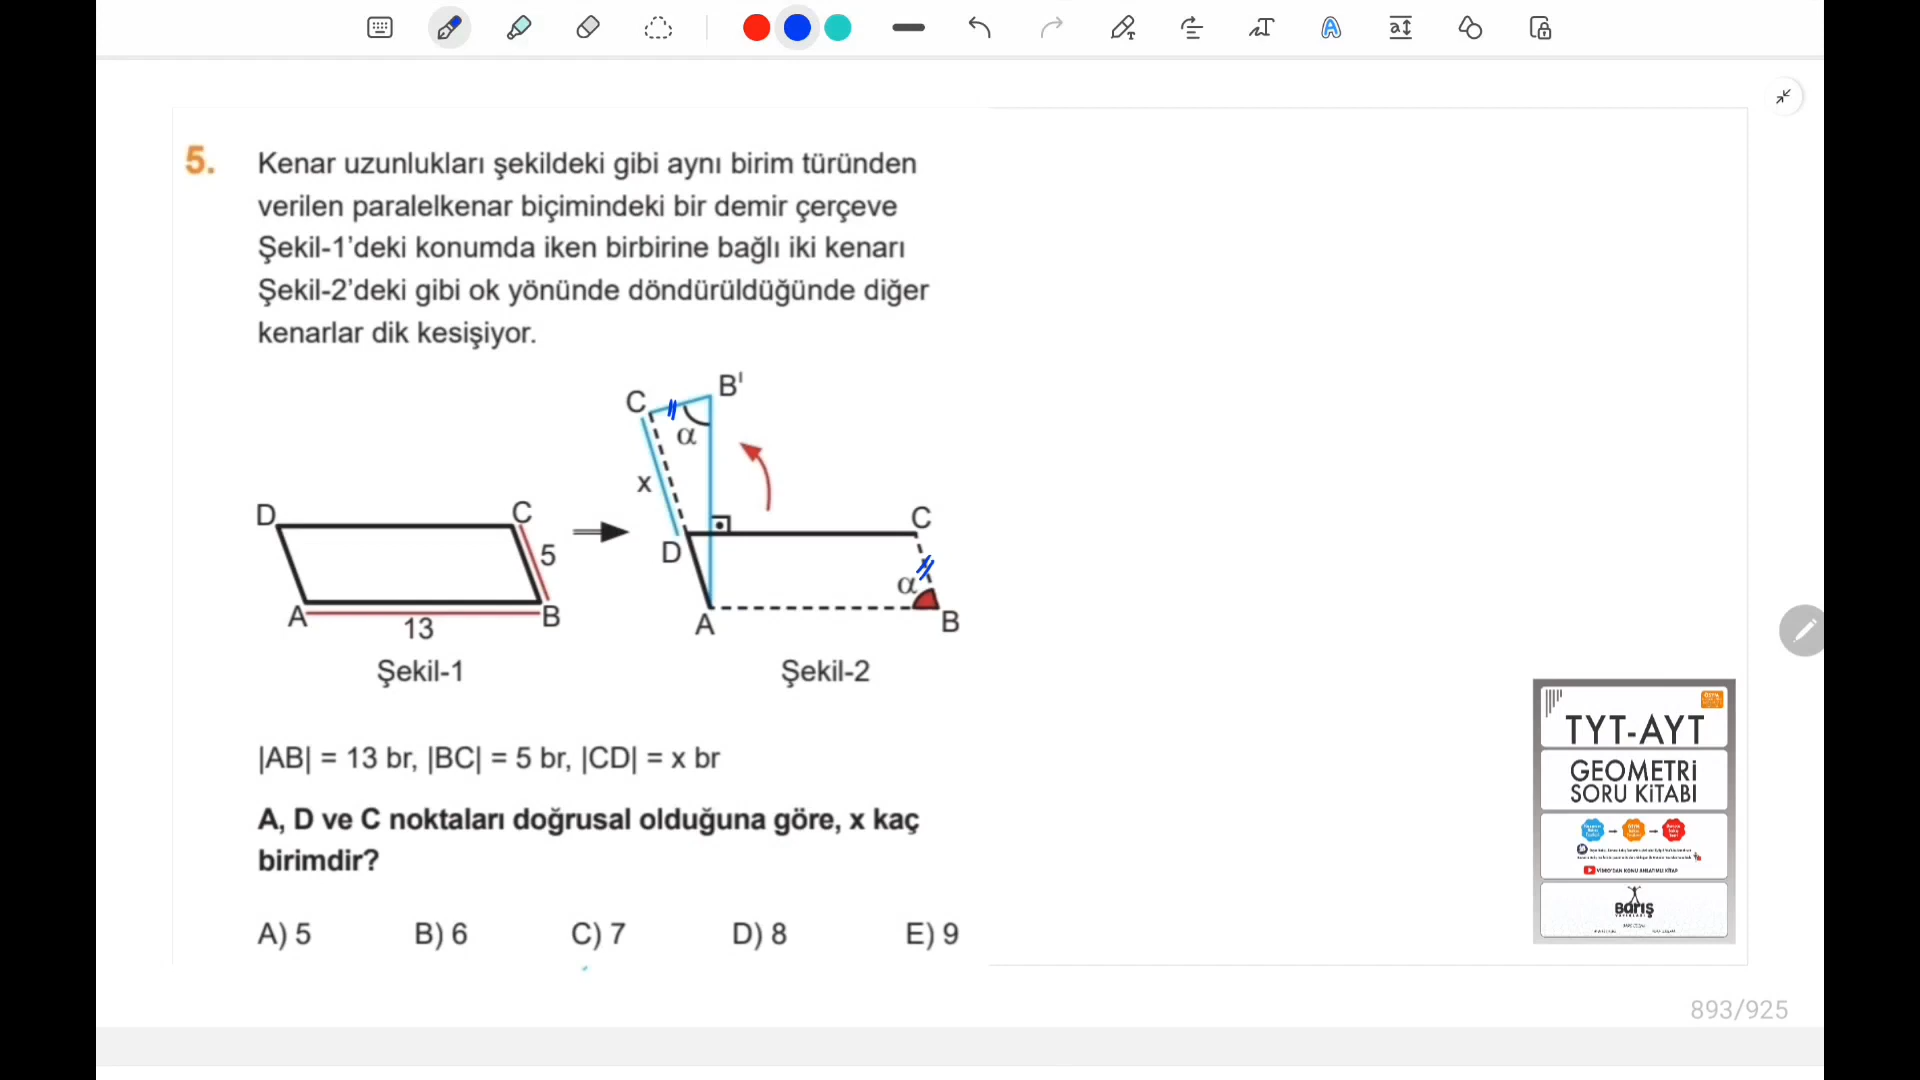 5. Kenar uzunlukları şekildeki gibi aynı birim türünden
verilen paralelkenar biçimindeki bir demir çerçeve
Şekil-1'deki konumda iken birbirine bağlı iki kenarı
Şekil-2'deki gibi ok yönünde döndürüldüğünde diğer
kenarlar dik kesişiyor.
D C
5
A B
13
Şekil-1
C B'
α
x
D C
α
A B
Şekil-2
|AB| = 13 br, |BC| = 5 br, |CD| = x br
A, D ve C noktaları doğrusal olduğuna göre, x kaç
birimdir?
A) 5 B) 6 C) 7 D) 8 E) 9
TYT-AYT
GEOMETRİ
SORU KİTABI
BARIŞ
893/925